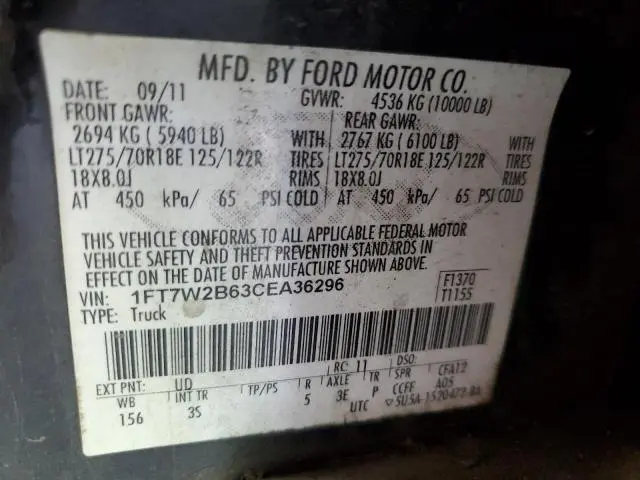 MFD. BY FORD MOTOR CO.
DATE: 09/11 GVWR: 4536 KG (10000 LB)
FRONT GAWR: REAR GAWR:
2694 KG ( 5940 LB) WITH 2767 KG ( 6100 LB) WITH
LT275/70R18E 125/122R TIRES LT275/70R18E 125/122R TIRES
18X8.0J RIMS 18X8.0J RIMS
AT 450 kPa/ 65 PSI COLD AT 450 kPa/ 65 PSI COLD
THIS VEHICLE CONFORMS TO ALL APPLICABLE FEDERAL MOTOR
VEHICLE SAFETY AND THEFT PREVENTION STANDARDS IN
EFFECT ON THE DATE OF MANUFACTURE SHOWN ABOVE.
VIN: 1FT7W2B63CEA36296 F1370
TYPE: Truck T1155
EXT PNT: UD RC: 11 DSO:
WB INT TR TP/PS R AXLE TR SPR CFA12
156 3S 5 3E P CCFF A05
UTC